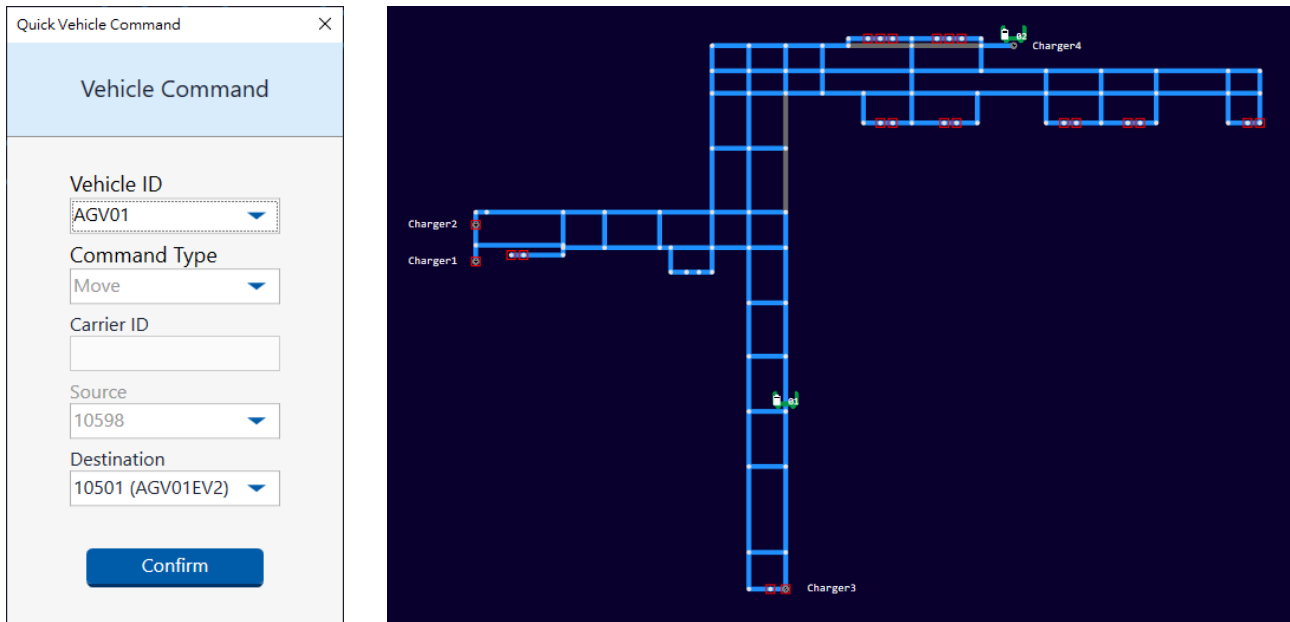 Quick Vehicle Command
Vehicle Command
Vehicle ID
AGV01
Command Type
Move
Carrier ID
Source
10598
Destination
10501 (AGV01EV2)
Confirm
02
Charger4
Charger2
Charger1
01
Charger3